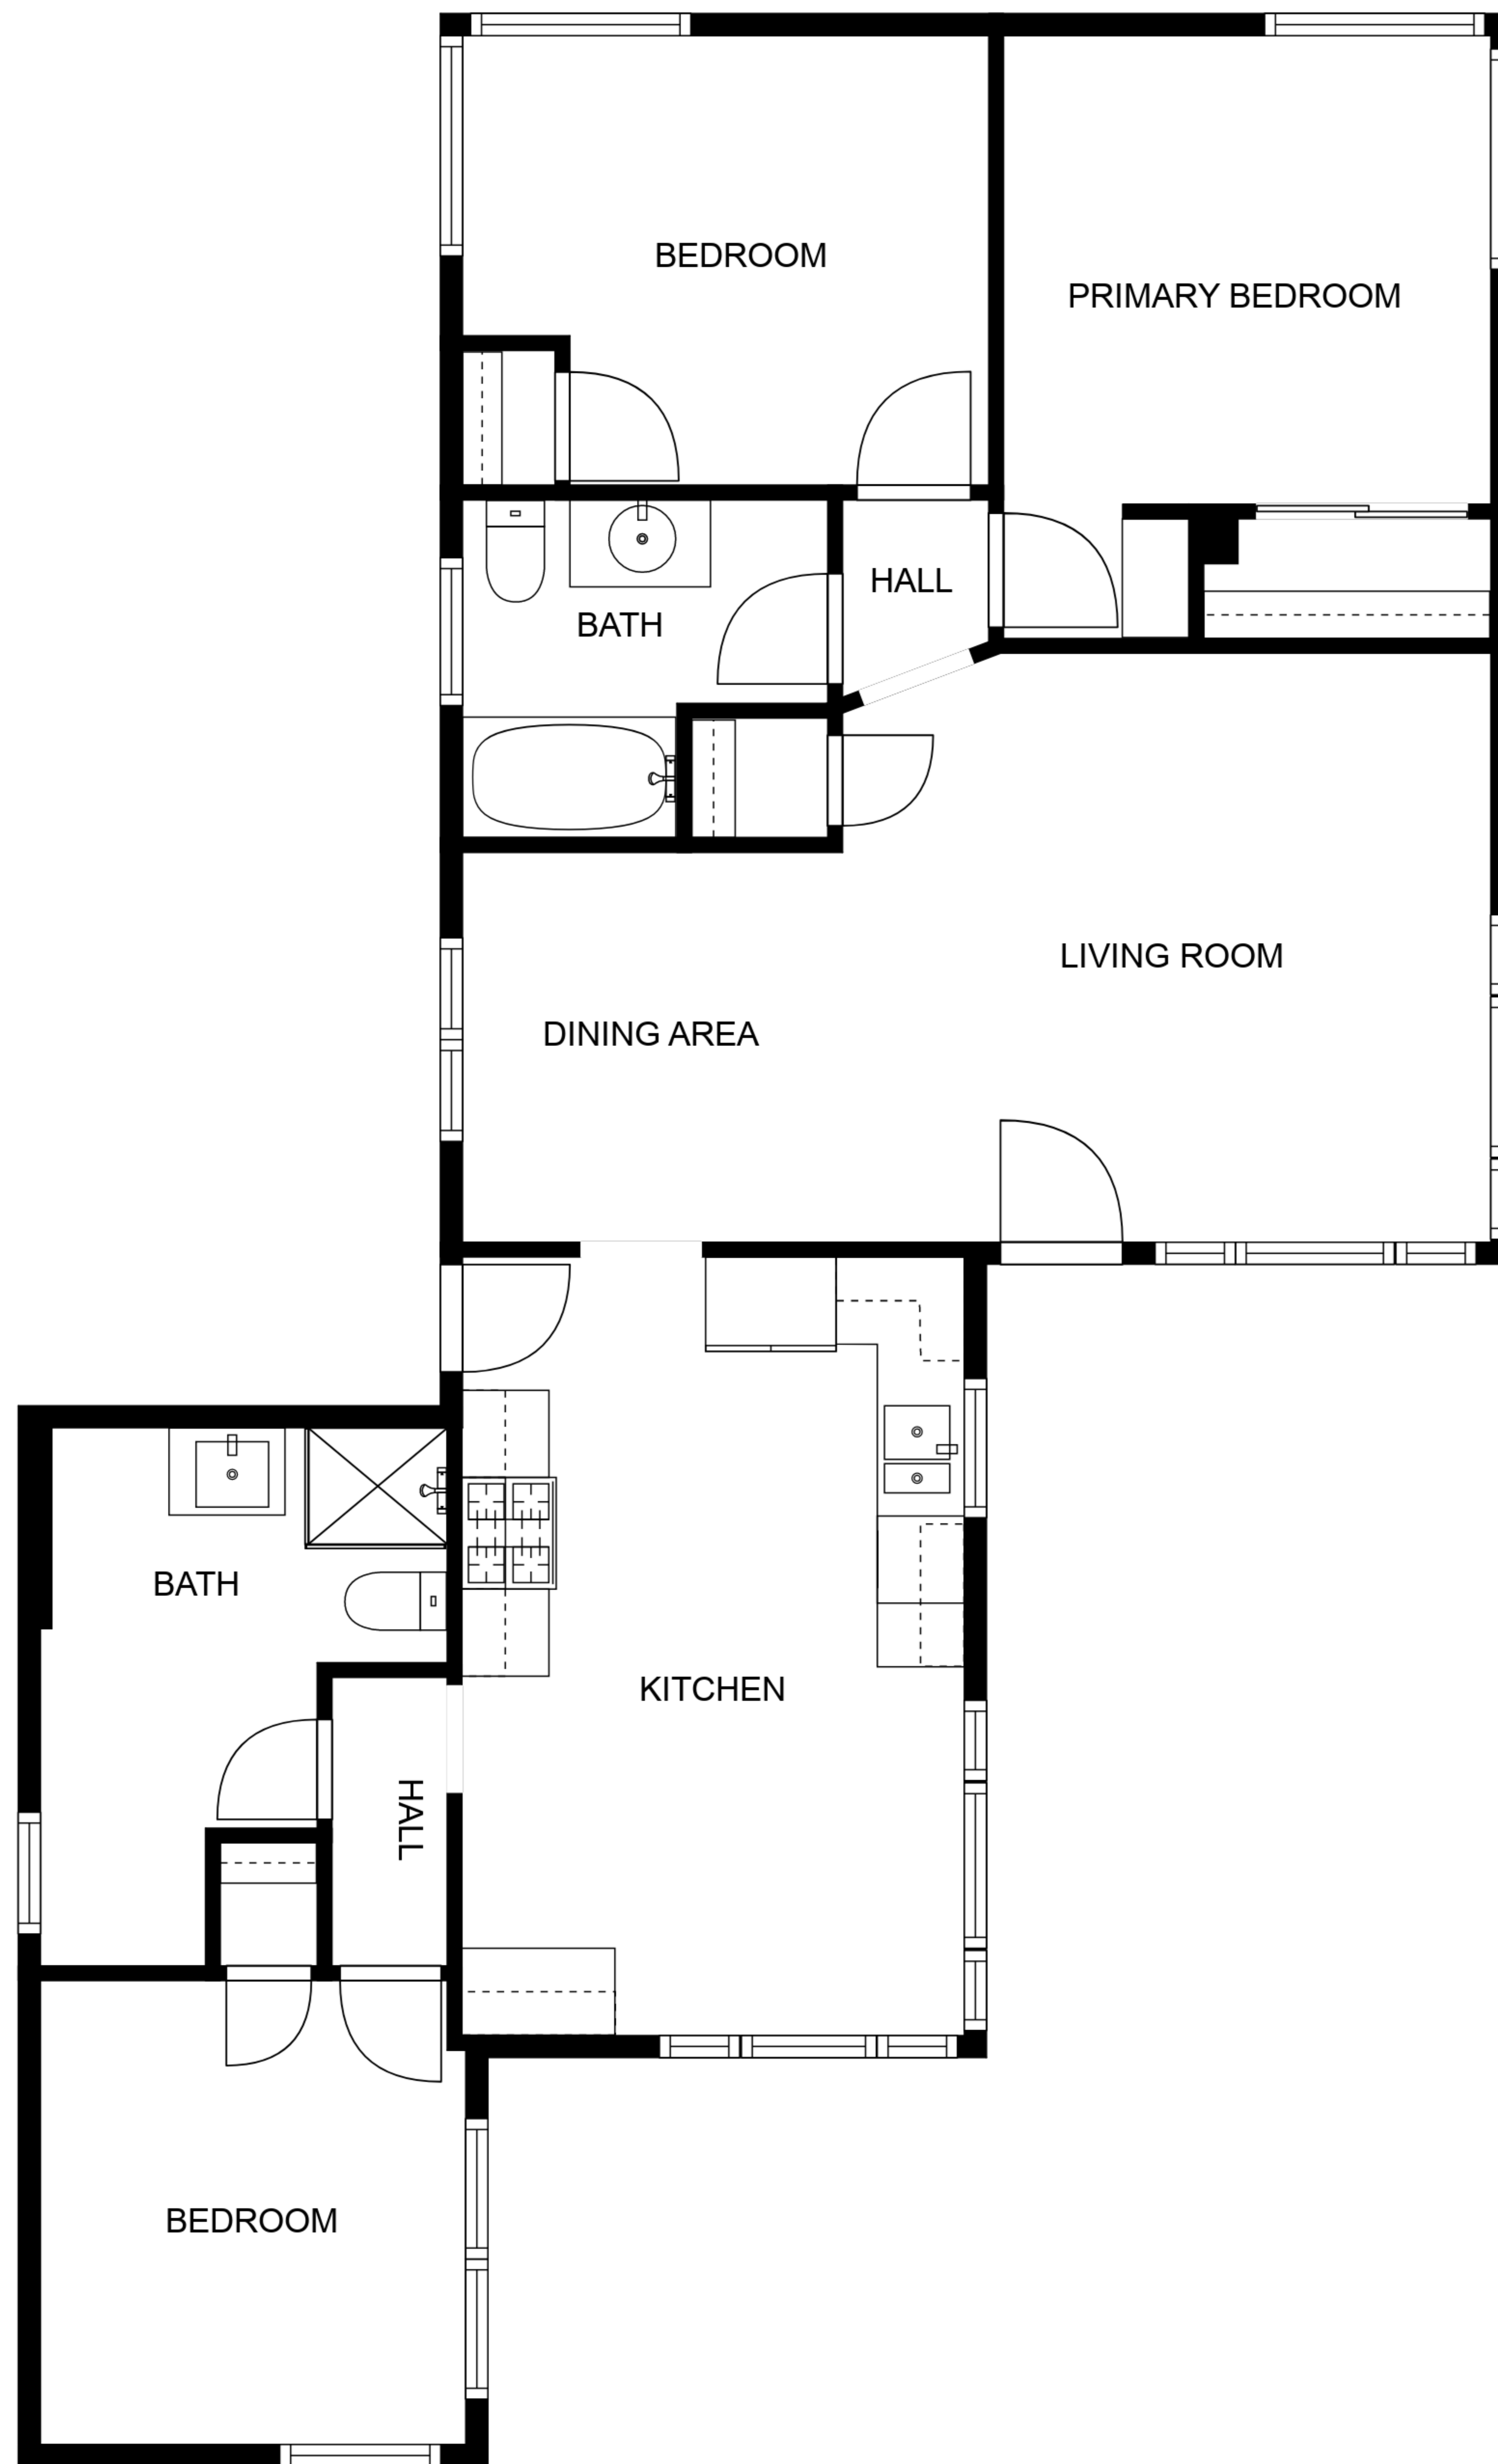 BEDROOM
PRIMARY BEDROOM
HALL
BATH
LIVING ROOM
DINING AREA
BATH
KITCHEN
HALL
BEDROOM